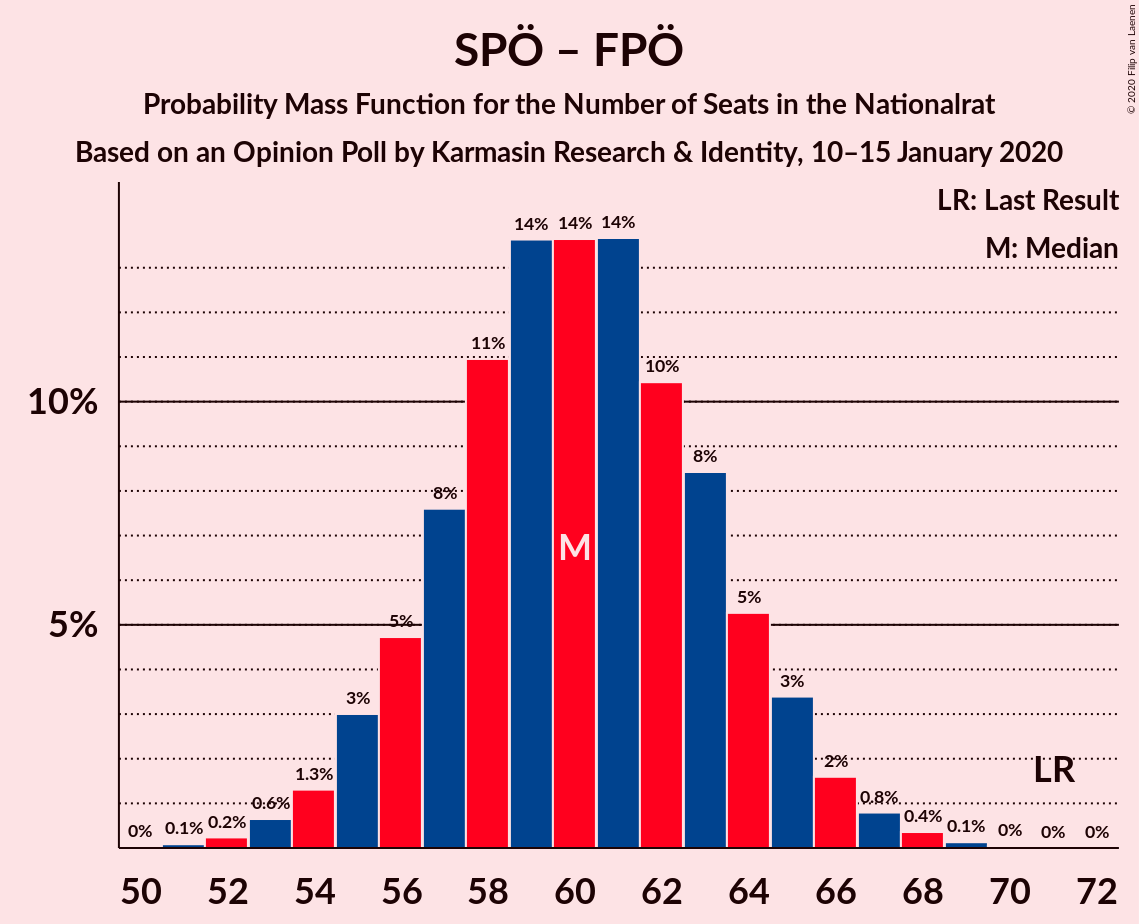 SPÖ – FPÖ
Probability Mass Function for the Number of Seats in the Nationalrat
Based on an Opinion Poll by Karmasin Research & Identity, 10–15 January 2020
© 2020 Filip van Laenen
LR: Last Result
M: Median
14% 14% 14%
11%
10%
10%
8%
8%
5%
5%
5%
3%
3%
2%
1.3%
0.8%
0.6%
0.4%
0.2%
0.1%
0.1%
0%
0% 0% 0%
M
LR
50 52 54 56 58 60 62 64 66 68 70 72